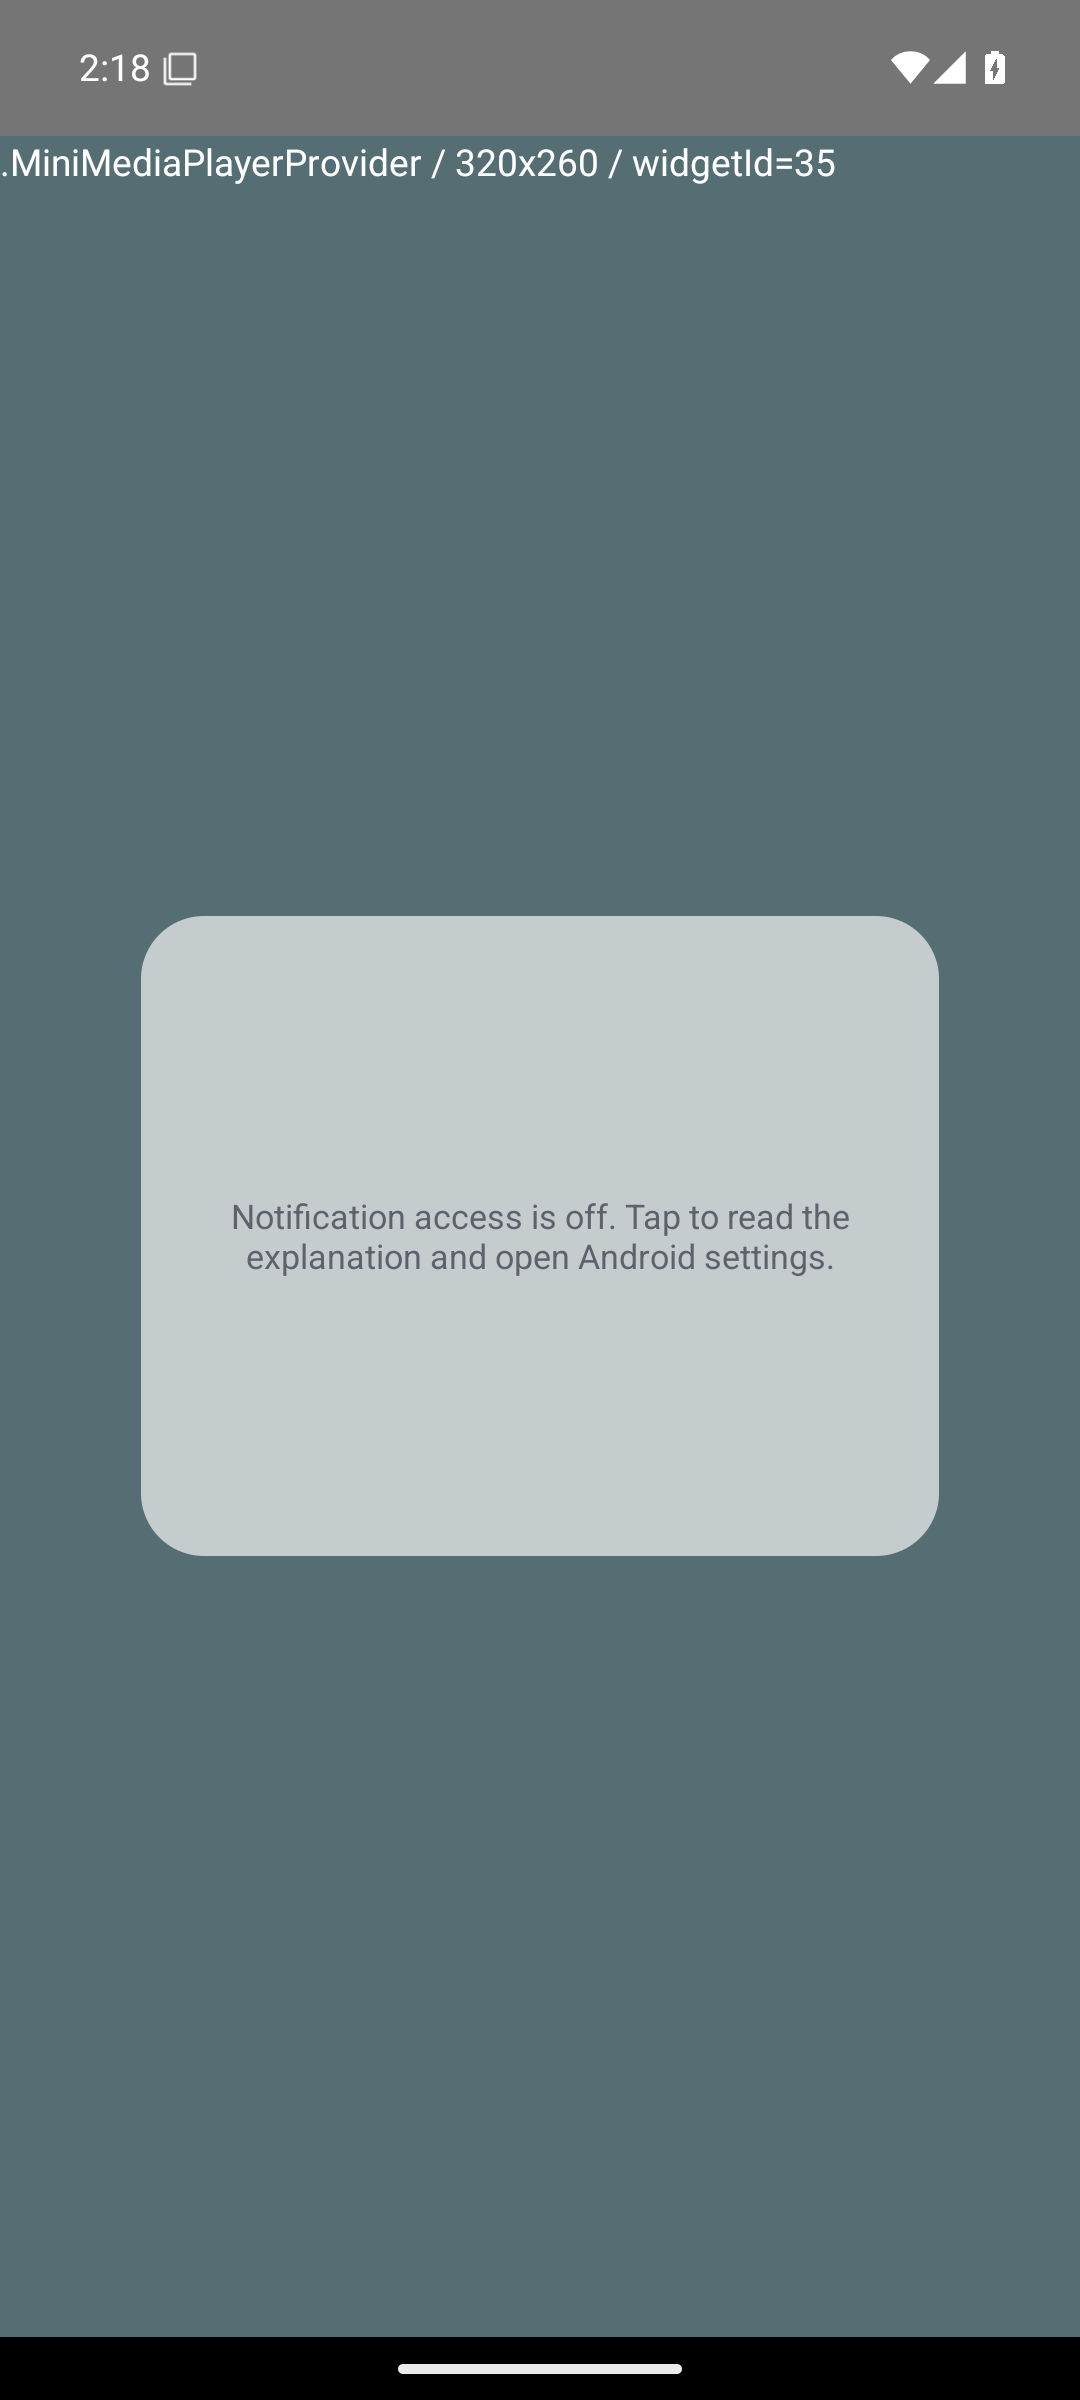 2:18
.MiniMediaPlayerProvider / 320x260 / widgetId=35
Notification access is off. Tap to read the
explanation and open Android settings.